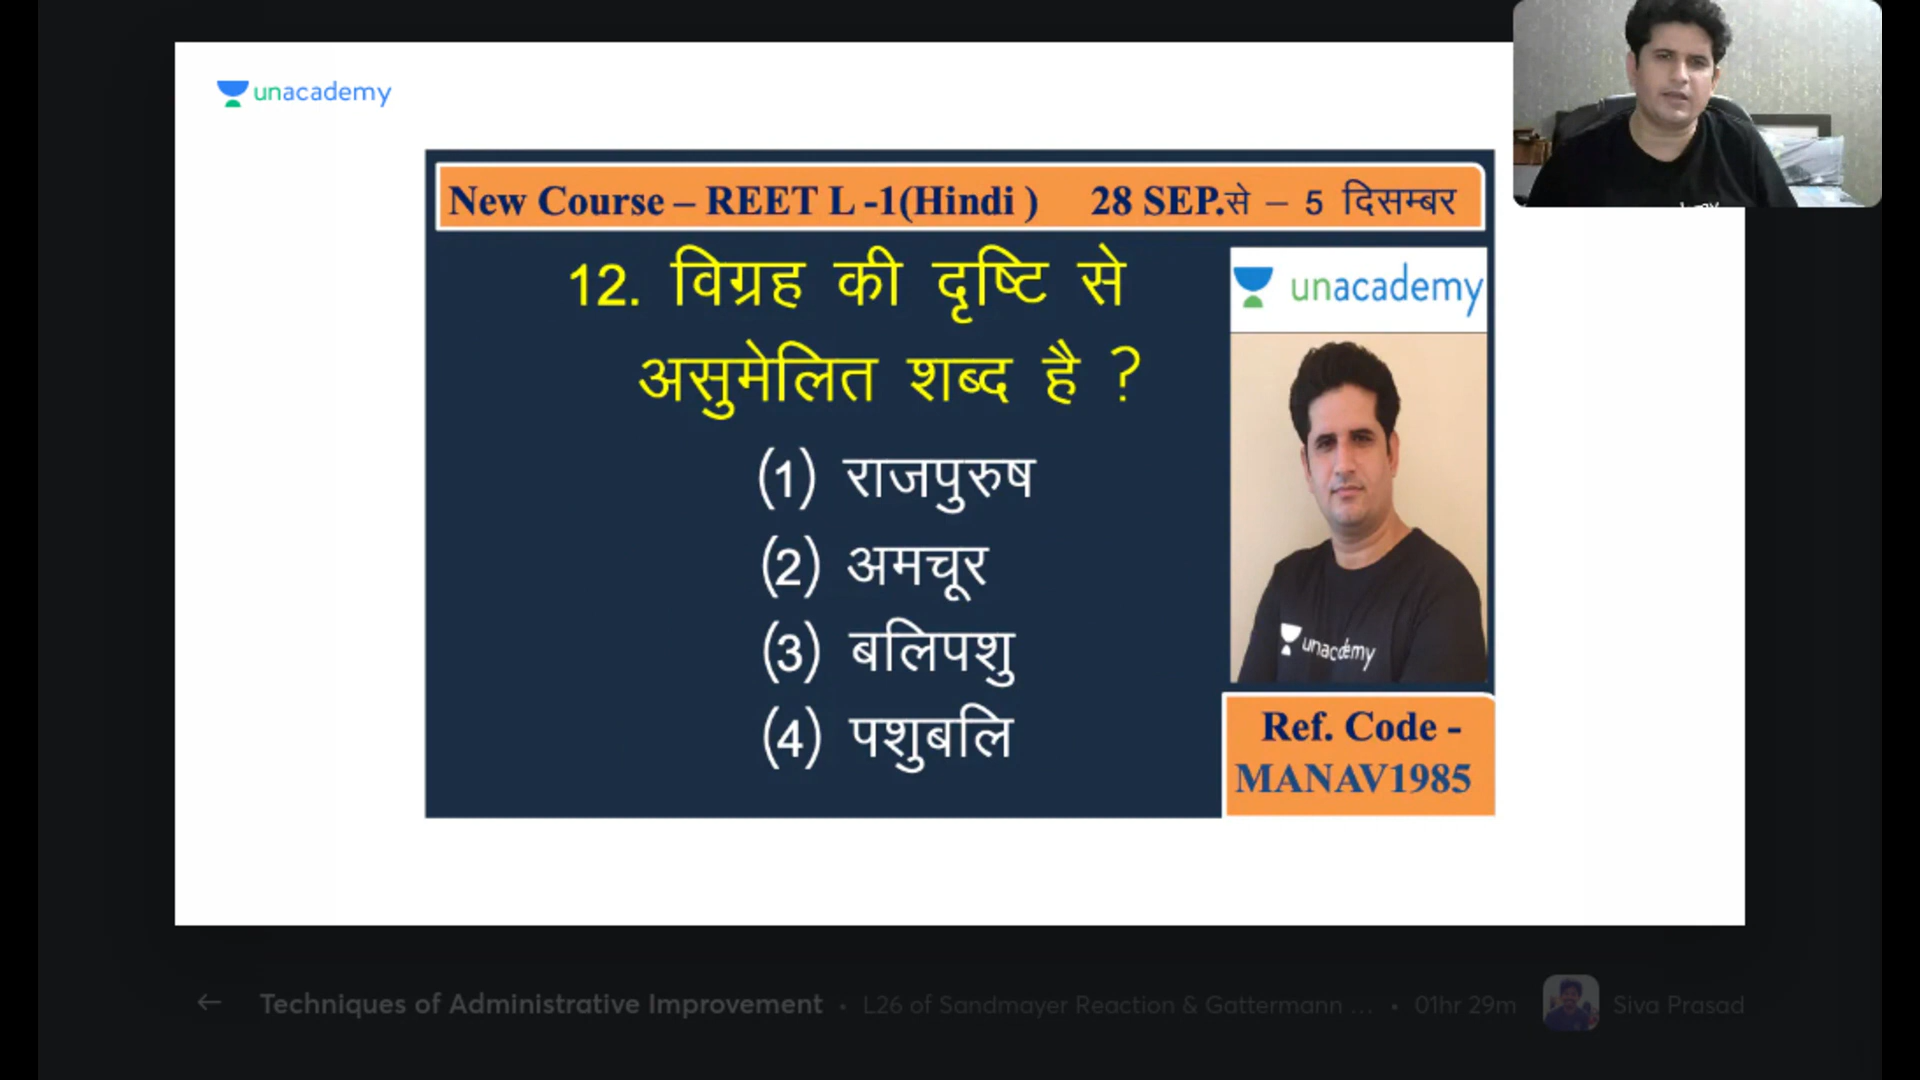 unacademy
New Course – REET L -1(Hindi ) 28 SEP.से – 5 दिसम्बर
12. विग्रह की दृष्टि से
असुमेलित शब्द है ?
(1) राजपुरुष
(2) अमचूर
(3) बलिपशु
(4) पशुबलि
unacademy
unacademy
Ref. Code -
MANAV1985
Techniques of Administrative Improvement • L26 of Sandmayer Reaction & Gattermann ... • 01hr 29m Siva Prasad